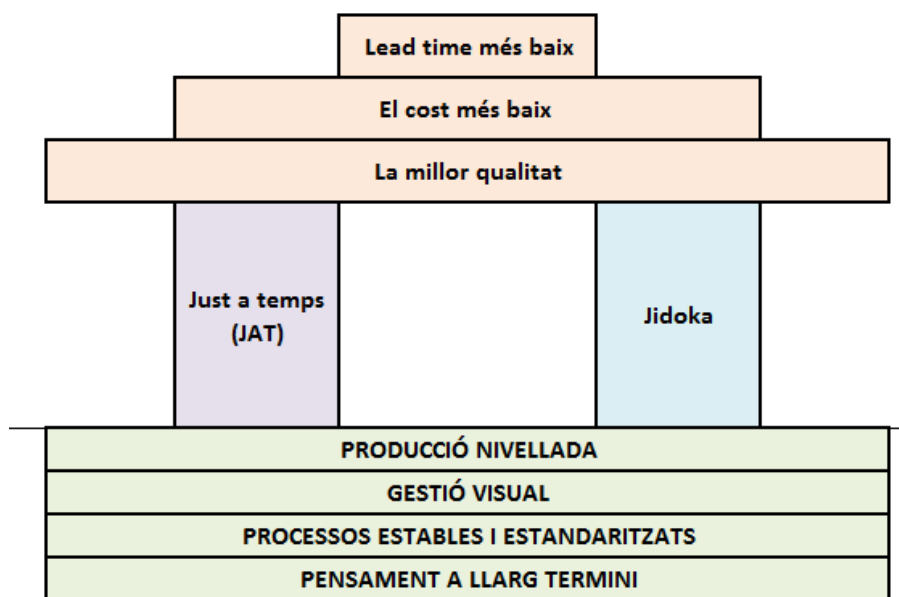 Lead time més baix
El cost més baix
La millor qualitat
Just a temps
(JAT)
Jidoka
PRODUCCIÓ NIVELLADA
GESTIÓ VISUAL
PROCESSOS ESTABLES I ESTANDARITZATS
PENSAMENT A LLARG TERMINI